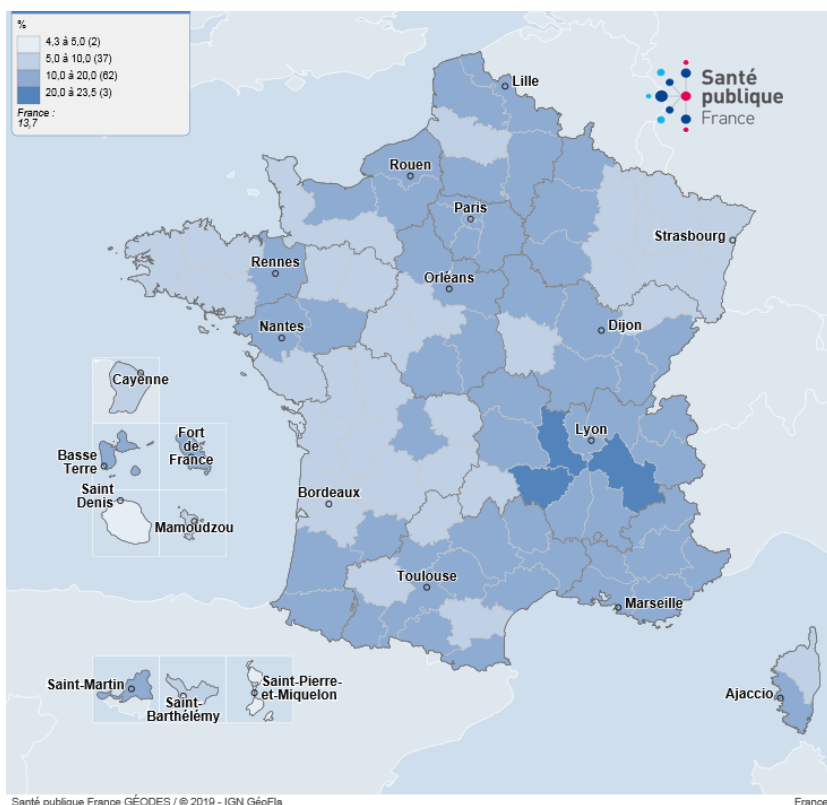 %
4,3 à 5,0 (2)
5,0 à 10,0 (37)
10,0 à 20,0 (62)
20,0 à 23,5 (3)
France :
13,7
Santé
publique
France
Lille
Rouen
Paris
Strasbourg
Rennes
Orléans
Nantes
Dijon
Cayenne
Lyon
Basse
Terre
Fort
de
France
Saint
Denis
Mamoudzou
Bordeaux
Toulouse
Marseille
Saint-Martin
Saint-
Barthélémy
Saint-Pierre-
et-Miquelon
Ajaccio
Santé publique France GÉODES / © 2019 - IGN GéoFla
France